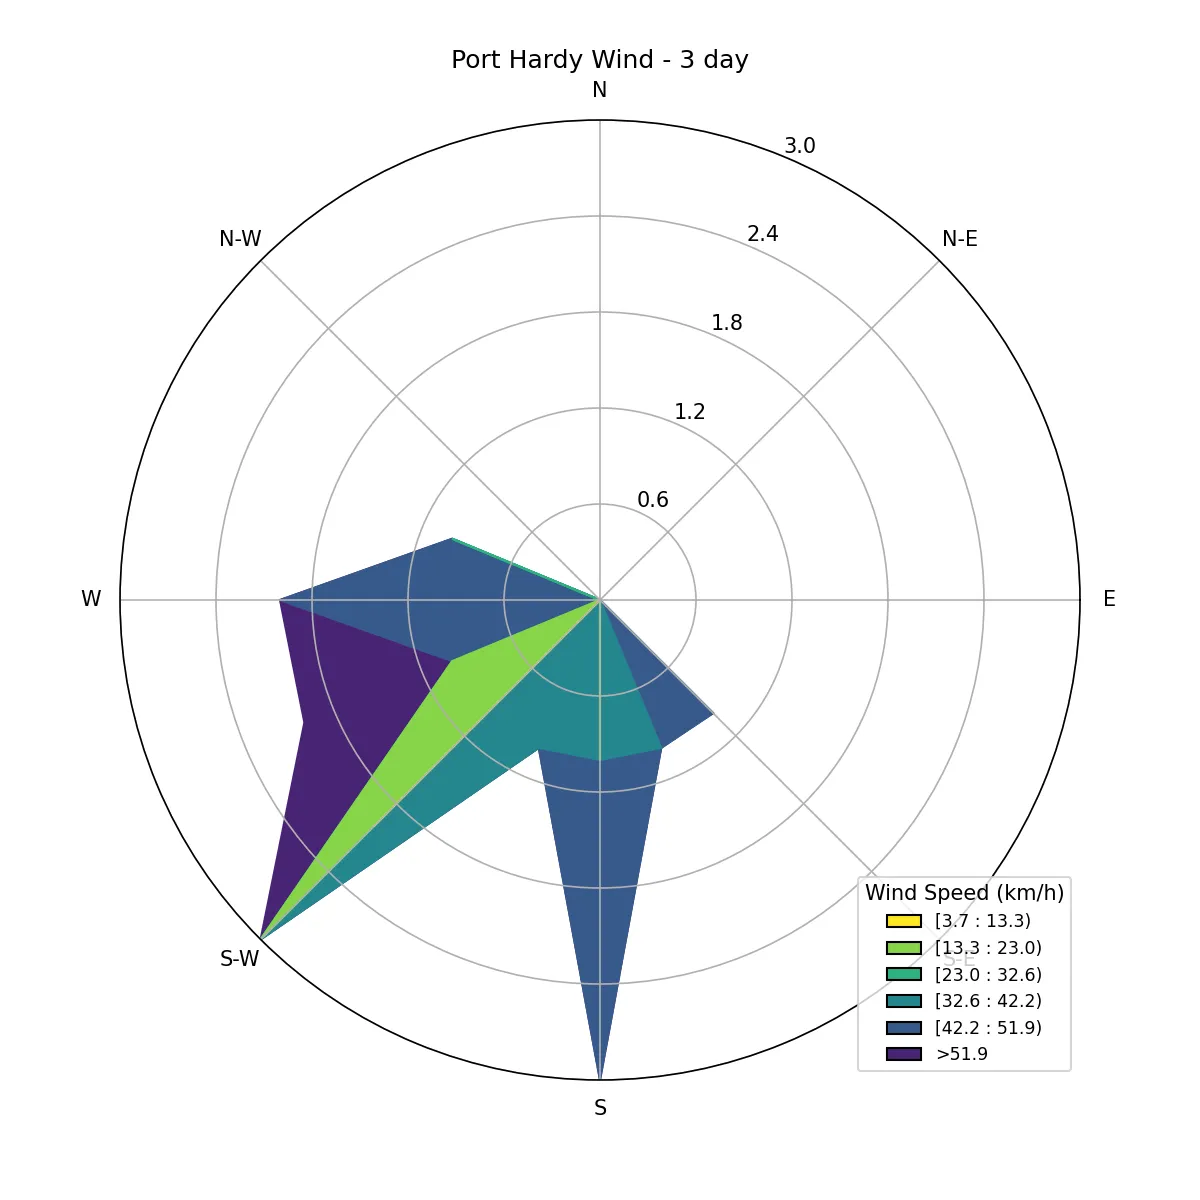 Port Hardy Wind - 3 day
N
3.0
N-W
2.4
N-E
1.8
1.2
0.6
W
E
S-W
S-E
S
Wind Speed (km/h)
[3.7 : 13.3)
[13.3 : 23.0)
[23.0 : 32.6)
[32.6 : 42.2)
[42.2 : 51.9)
>51.9